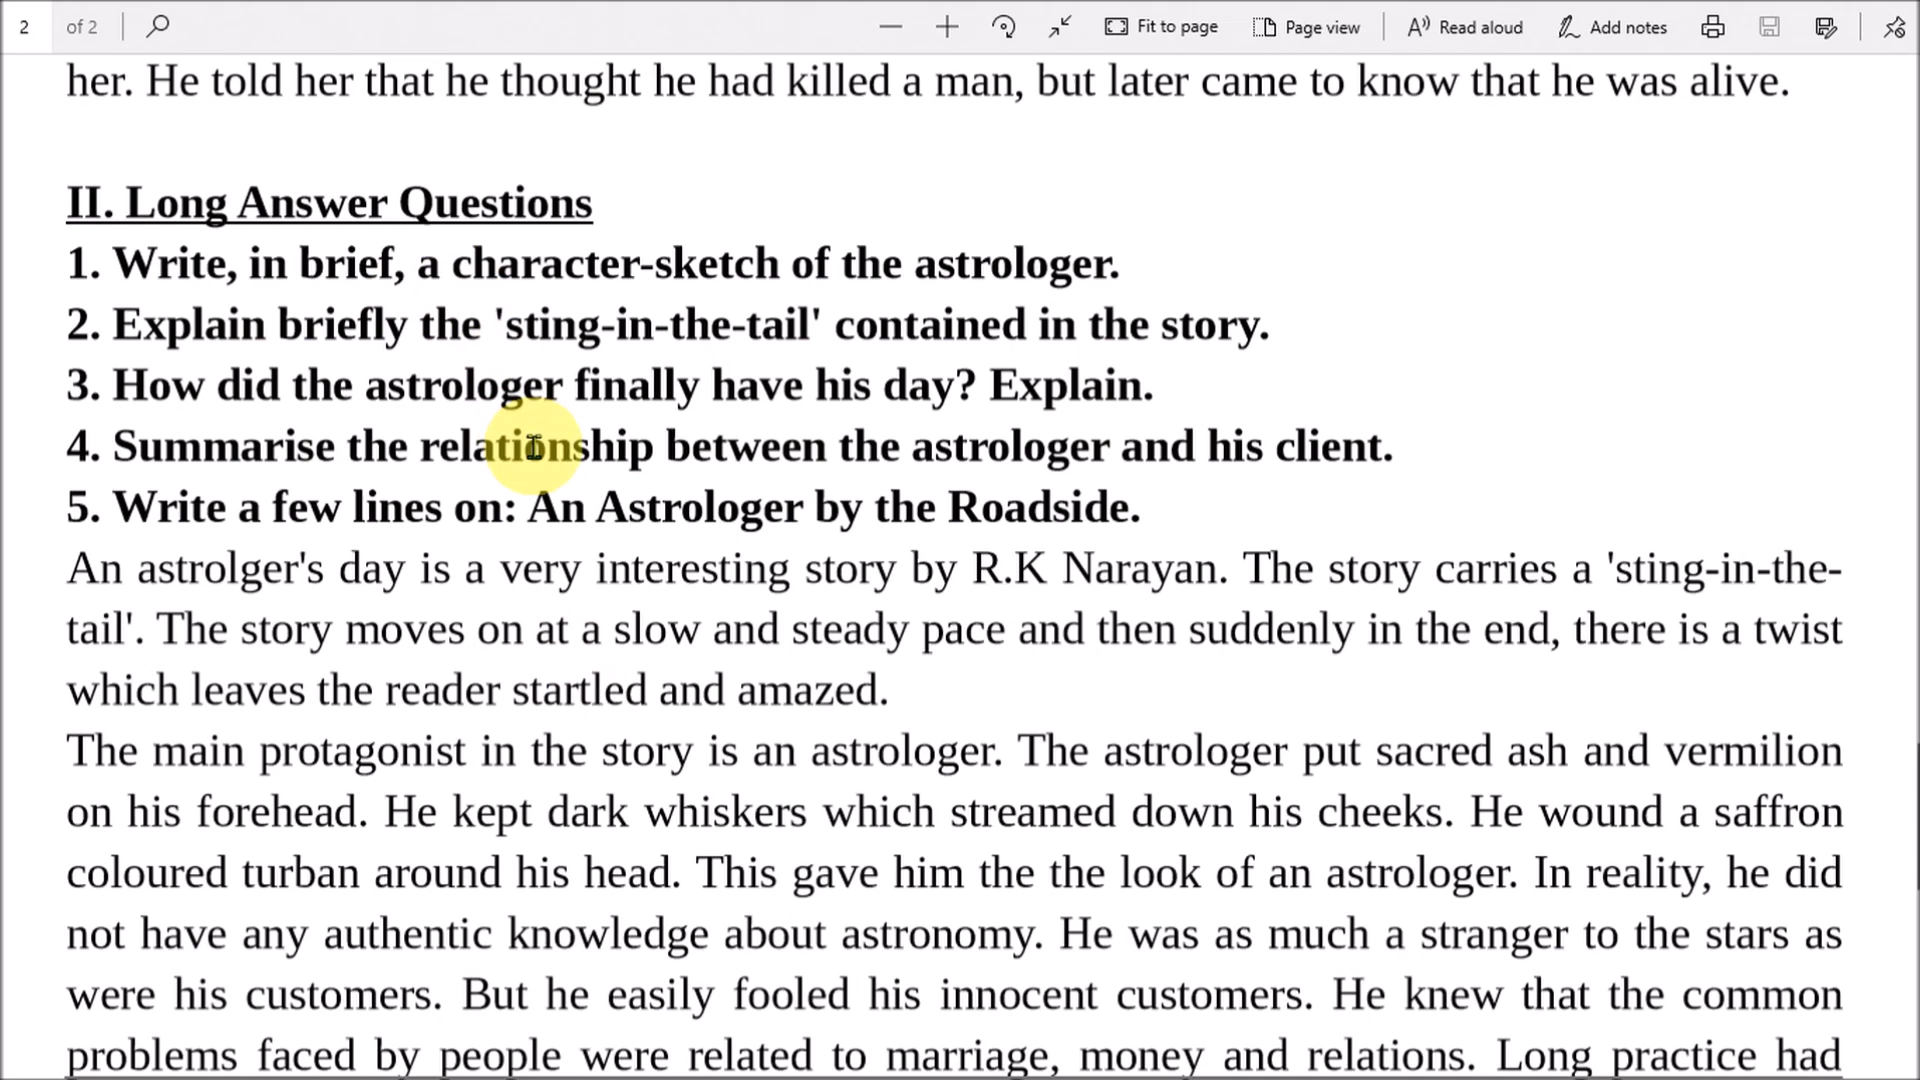 2 of 2 Fit to page Page view Read aloud Add notes
her. He told her that he thought he had killed a man, but later came to know that he was alive.
II. Long Answer Questions
1. Write, in brief, a character-sketch of the astrologer.
2. Explain briefly the 'sting-in-the-tail' contained in the story.
3. How did the astrologer finally have his day? Explain.
4. Summarise the relationship between the astrologer and his client.
5. Write a few lines on: An Astrologer by the Roadside.
An astrolger's day is a very interesting story by R.K Narayan. The story carries a 'sting-in-the-
tail'. The story moves on at a slow and steady pace and then suddenly in the end, there is a twist
which leaves the reader startled and amazed.
The main protagonist in the story is an astrologer. The astrologer put sacred ash and vermilion
on his forehead. He kept dark whiskers which streamed down his cheeks. He wound a saffron
coloured turban around his head. This gave him the the look of an astrologer. In reality, he did
not have any authentic knowledge about astronomy. He was as much a stranger to the stars as
were his customers. But he easily fooled his innocent customers. He knew that the common
problems faced by people were related to marriage, money and relations. Long practice had